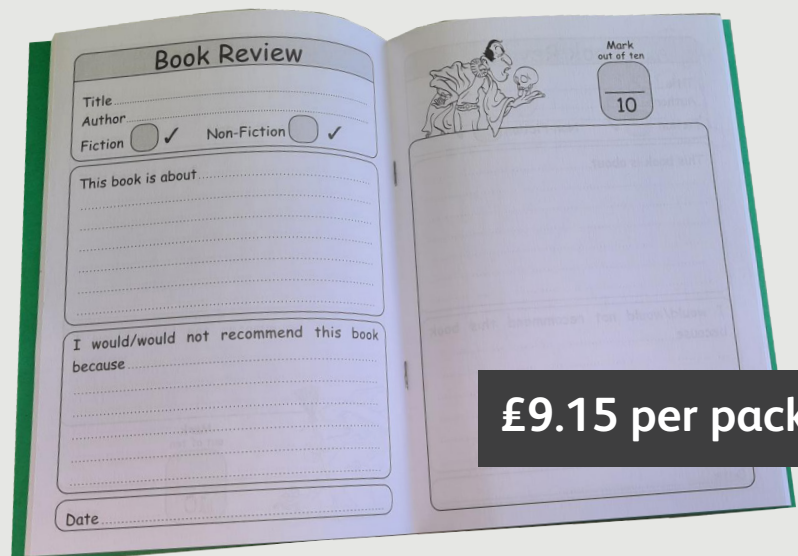 Book Review
Title
Author
Fiction ✓ Non-Fiction ✓
This book is about
I would/would not recommend this book
because
Date
Mark
out of ten
10
£9.15 per pack